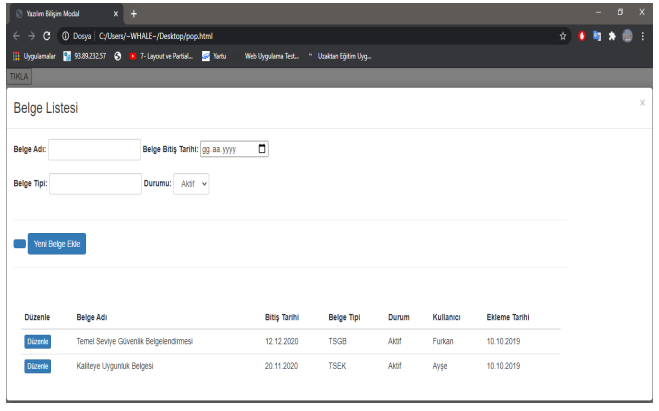 Yazılım Bilişim Modal x +
Dosya | C:/Users/~WHALE~/Desktop/pop.html
Uygulamalar 93.89.232.57 7- Layout ve Partial... Yartu Web Uygulama Test... Uzaktan Eğitim Uyg...
TIKLA
Belge Listesi x
Belge Adı: Belge Bitiş Tarihi: gg.aa.yyyy
Belge Tipi: Durumu: Aktif
Yeni Belge Ekle
Düzenle Belge Adı Bitiş Tarihi Belge Tipi Durum Kullanıcı Ekleme Tarihi
Düzenle Temel Seviye Güvenlik Belgelendirmesi 12.12.2020 TSGB Aktif Furkan 10.10.2019
Düzenle Kaliteye Uygunluk Belgesi 20.11.2020 TSEK Aktif Ayşe 10.10.2019